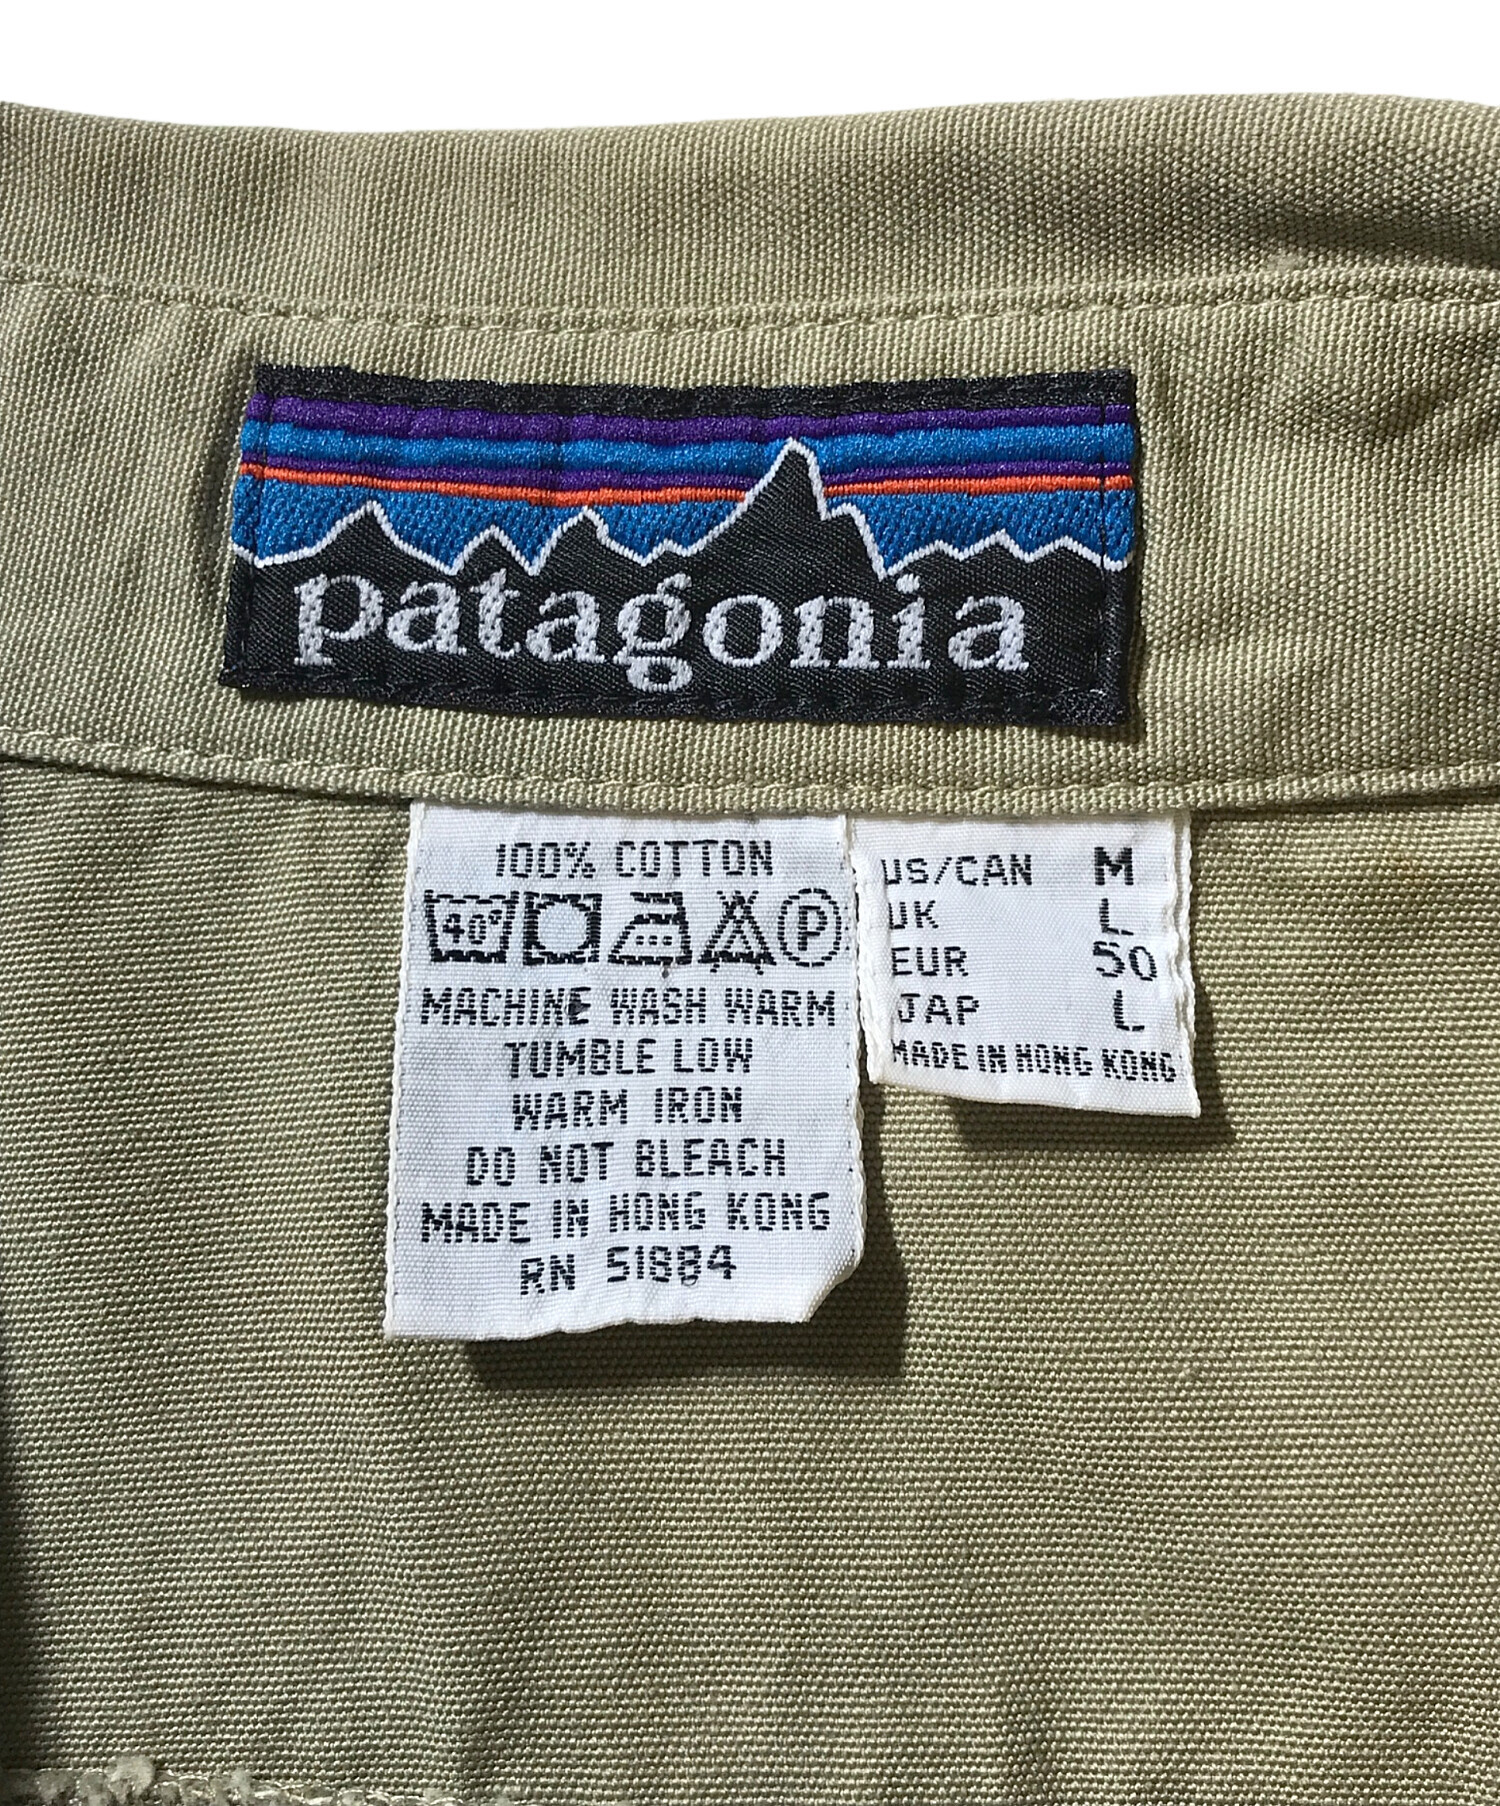 patagonia
100% COTTON
40°
P
MACHINE WASH WARM
TUMBLE LOW
WARM IRON
DO NOT BLEACH
MADE IN HONG KONG
RN 51884
US/CAN M
UK L
EUR 50
JAP L
MADE IN HONG KONG